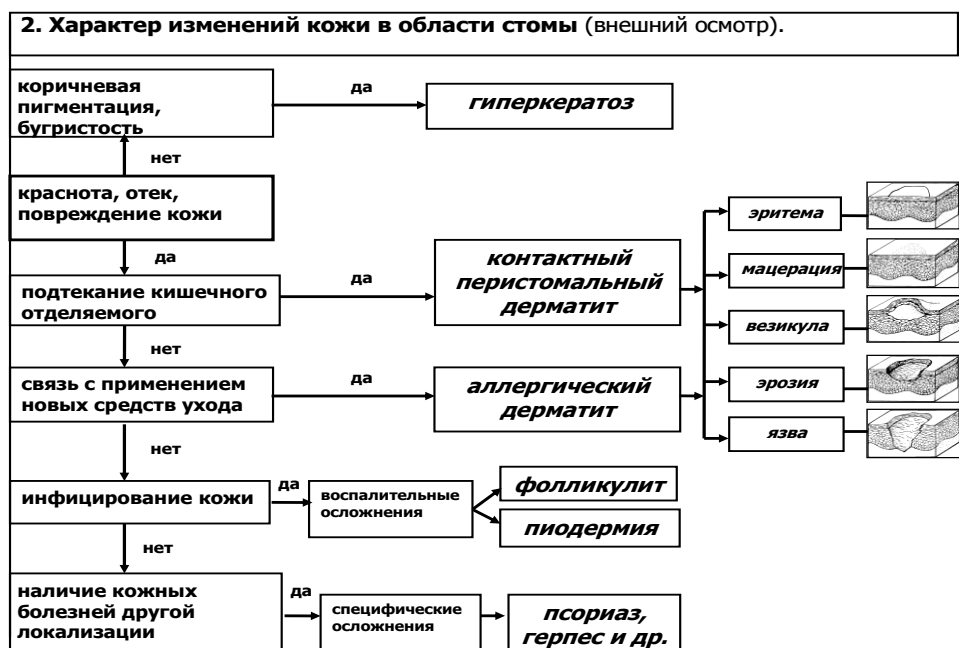 2. Характер изменений кожи в области стомы (внешний осмотр).
коричневая
пигментация,
бугристость
да
гиперкератоз
нет
краснота, отек,
повреждение кожи
да
подтекание кишечного
отделяемого
да
контактный
перистомальный
дерматит
эритема
мацерация
везикула
эрозия
язва
нет
связь с применением
новых средств ухода
да
аллергический
дерматит
нет
инфицирование кожи
да
воспалительные
осложнения
фолликулит
пиодермия
нет
наличие кожных
болезней другой
локализации
да
специфические
осложнения
псориаз,
герпес и др.